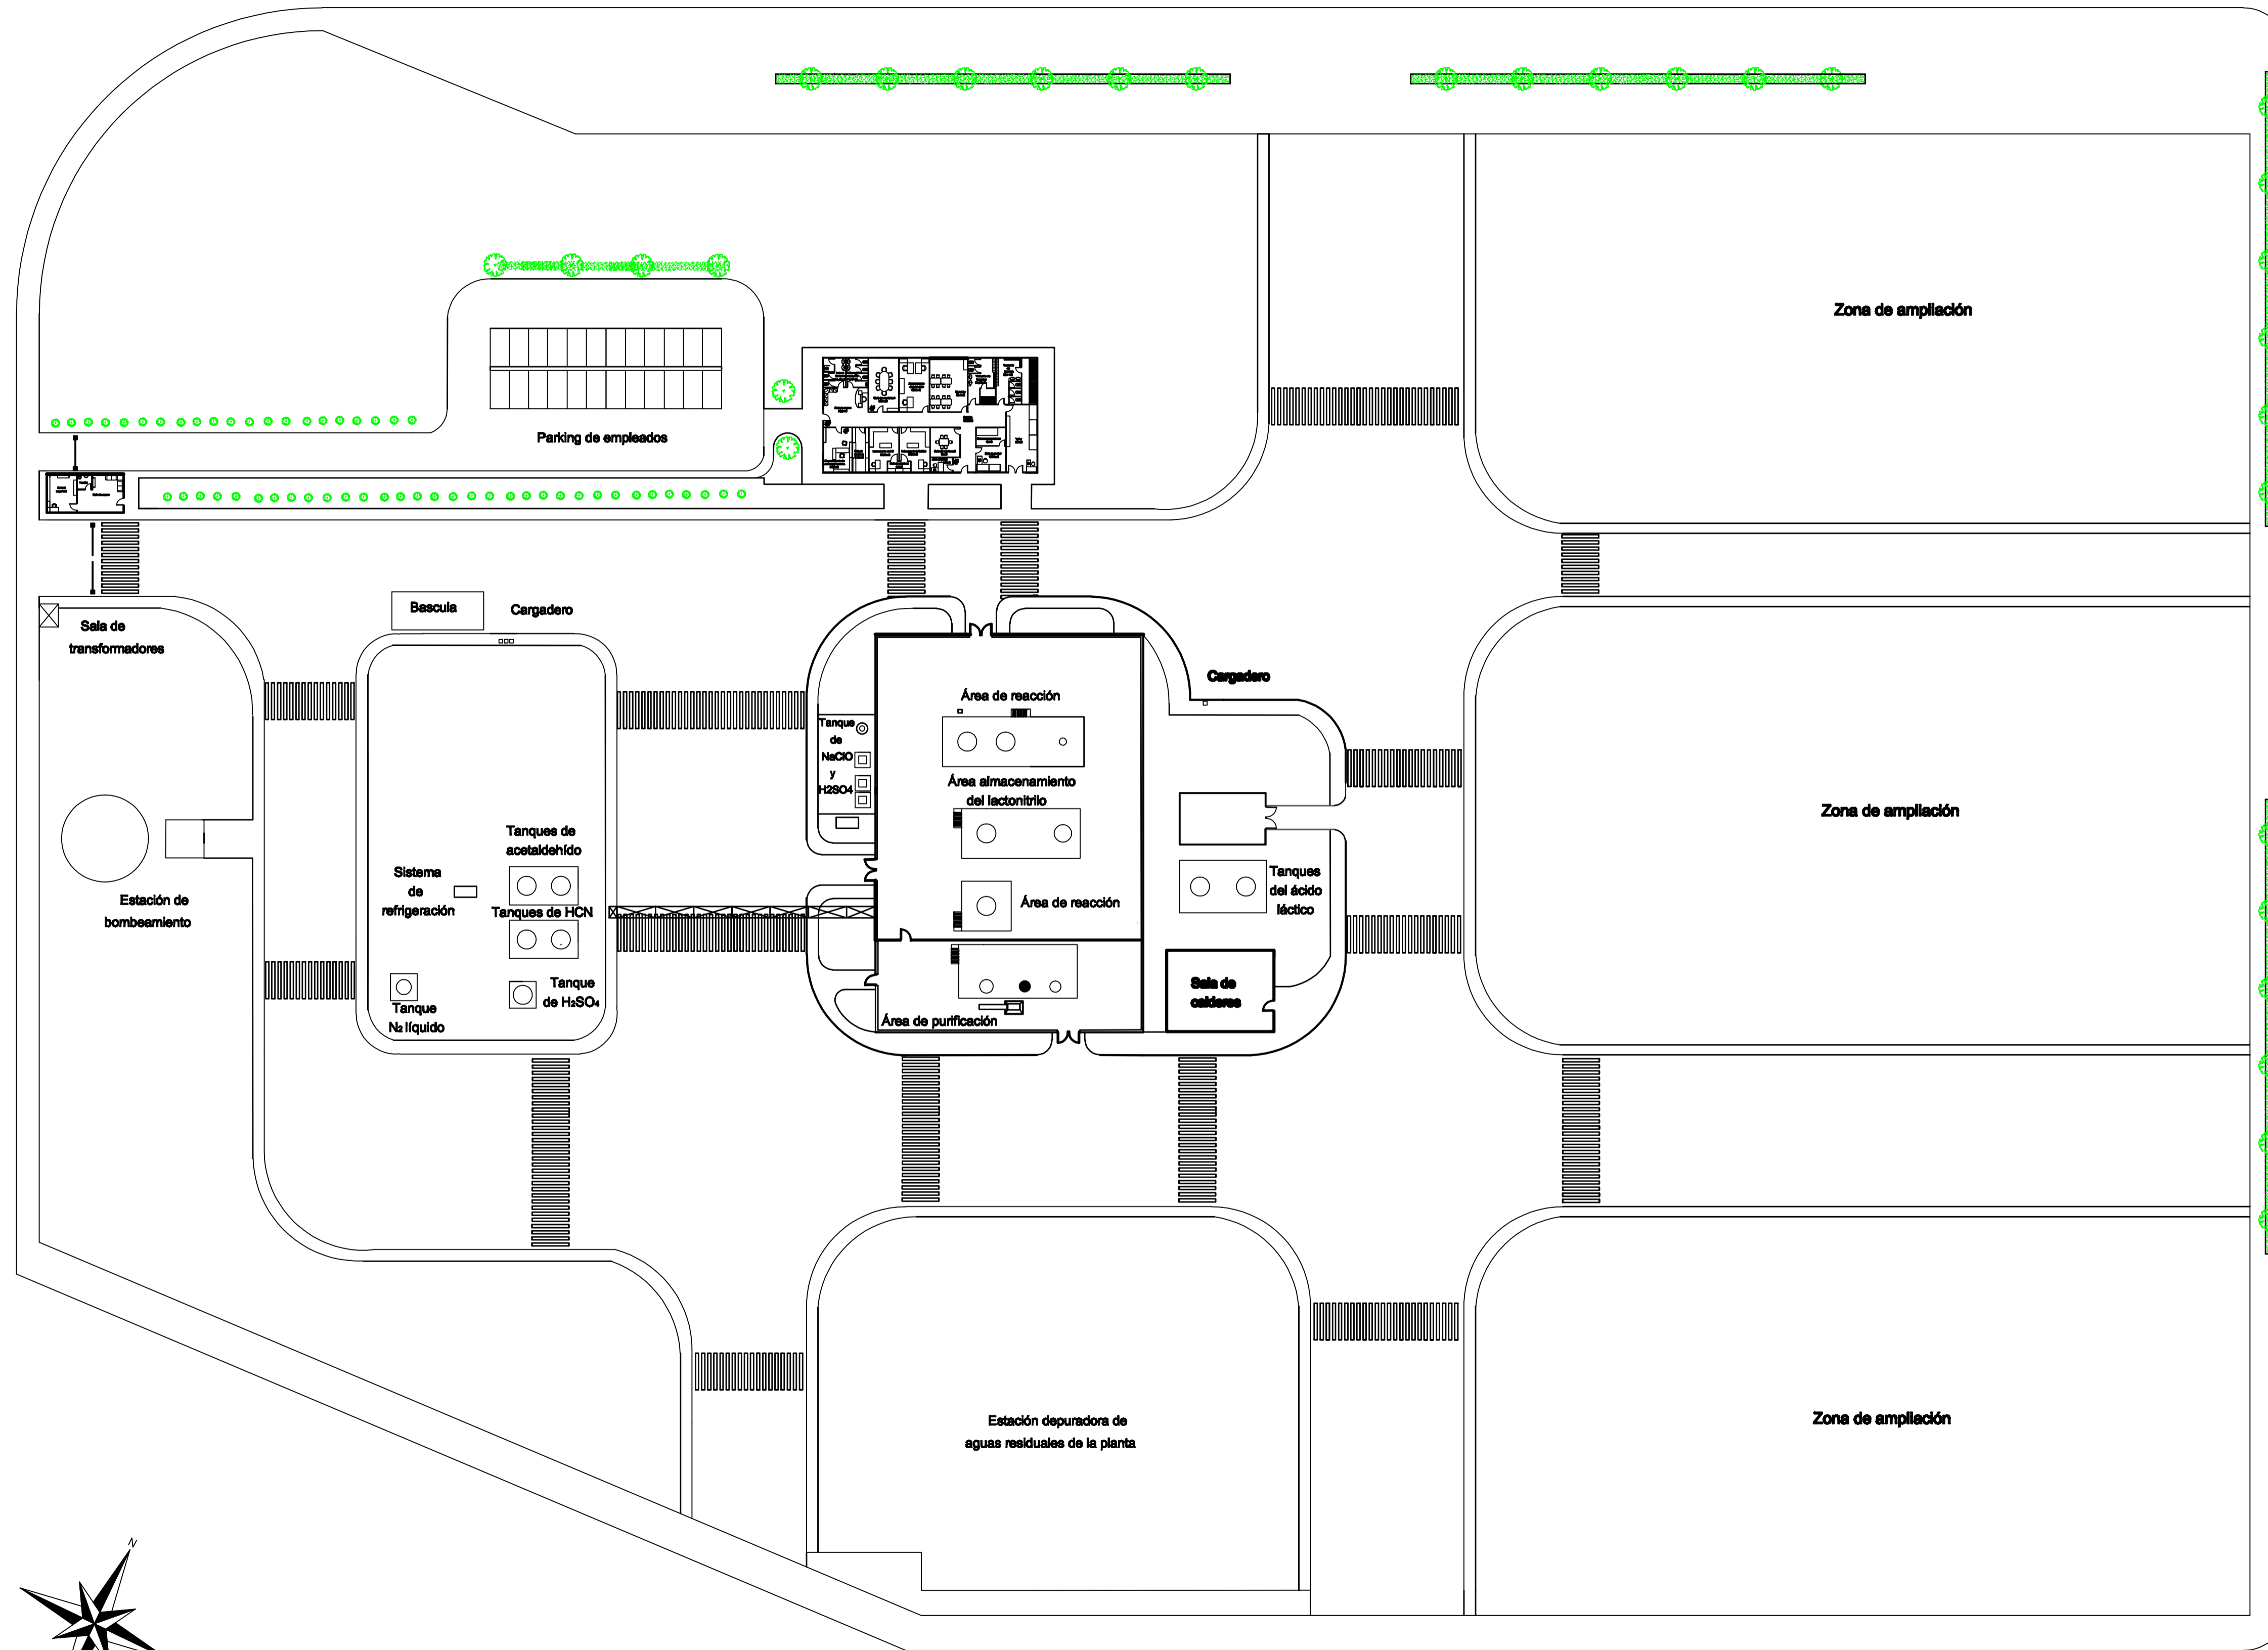 Zona de ampliación
Parking de empleados
Bascula
Cargadero
Sala de
transformadores
Cargadero
Área de reacción
Tanque
de
NaClO
y
H2SO4
Área almacenamiento
del lactonitrilo
Zona de ampliación
Tanques de
acetaldehído
Sistema
de
refrigeración
Tanques de HCN
Estación de
bombeamiento
Tanques
del ácido
láctico
Área de reacción
Tanque
de H₂SO₄
Tanque
N₂ líquido
Sala de
calderes
Área de purificación
Estación depuradora de
aguas residuales de la planta
Zona de ampliación
N